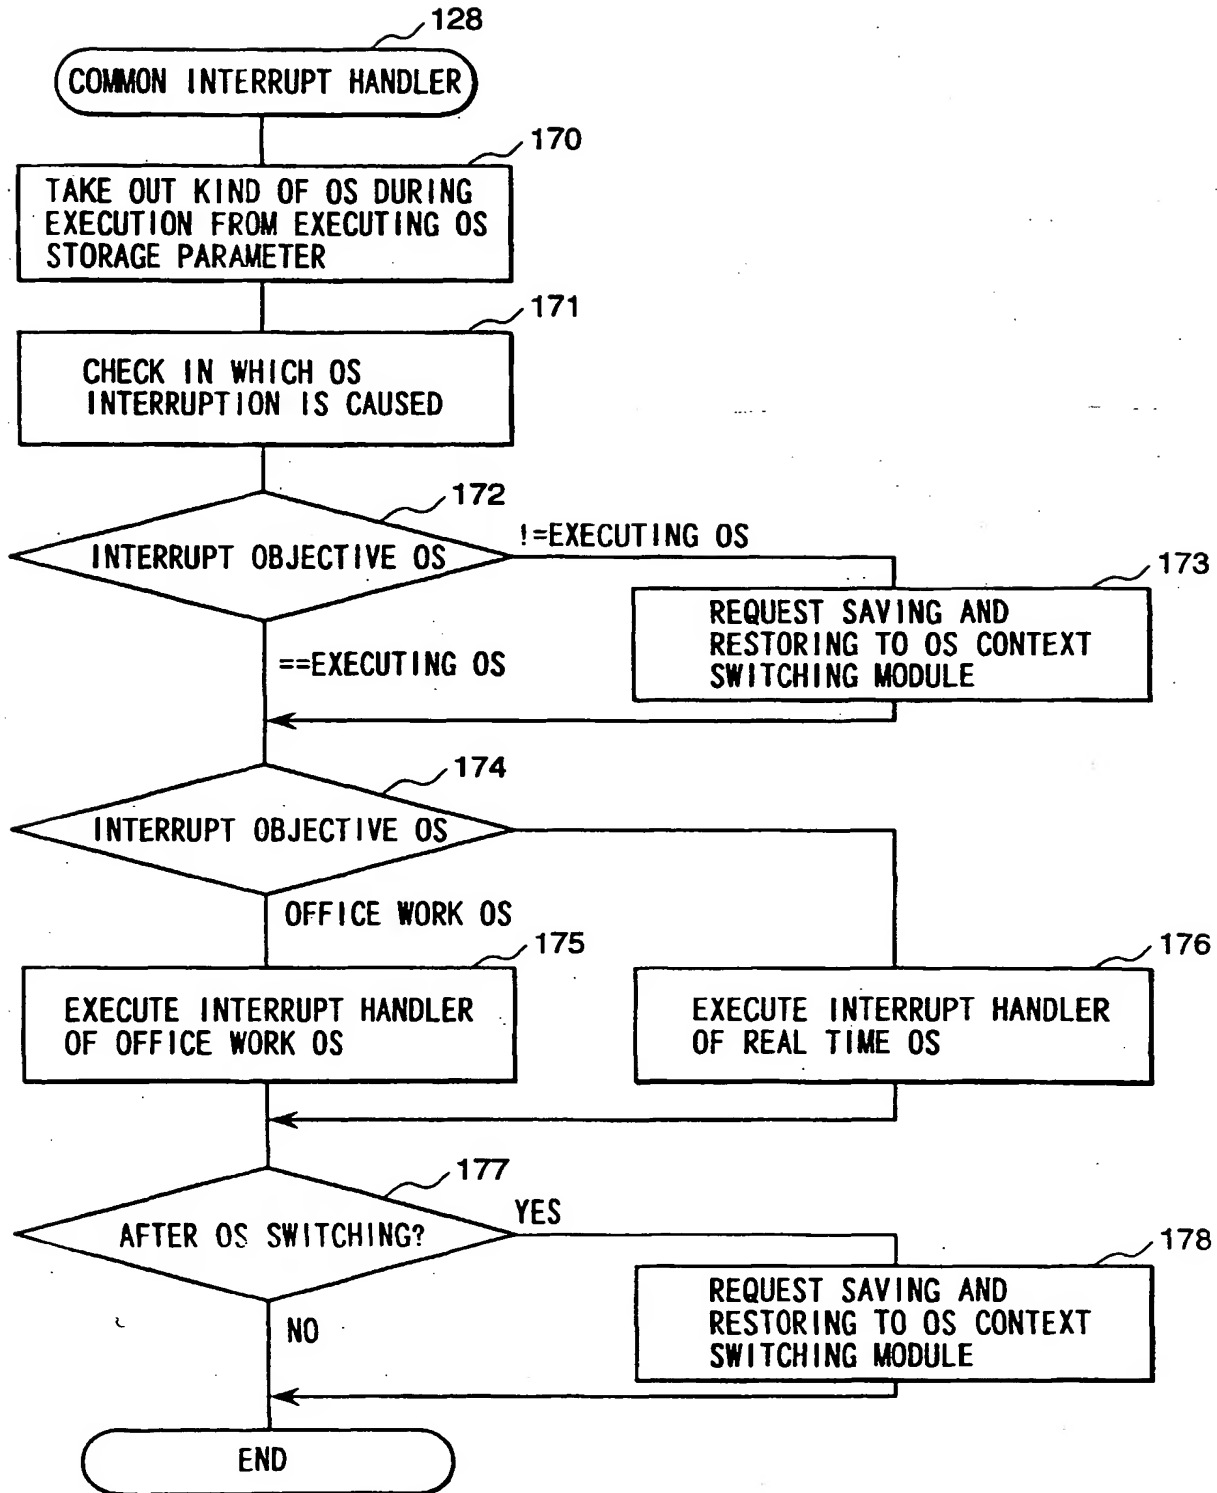 128
COMMON INTERRUPT HANDLER
170
TAKE OUT KIND OF OS DURING
EXECUTION FROM EXECUTING OS
STORAGE PARAMETER
171
CHECK IN WHICH OS
INTERRUPTION IS CAUSED
172
INTERRUPT OBJECTIVE OS
!=EXECUTING OS
173
REQUEST SAVING AND
RESTORING TO OS CONTEXT
SWITCHING MODULE
==EXECUTING OS
174
INTERRUPT OBJECTIVE OS
OFFICE WORK OS
175
EXECUTE INTERRUPT HANDLER
OF OFFICE WORK OS
176
EXECUTE INTERRUPT HANDLER
OF REAL TIME OS
177
AFTER OS SWITCHING?
YES
178
REQUEST SAVING AND
RESTORING TO OS CONTEXT
SWITCHING MODULE
NO
END